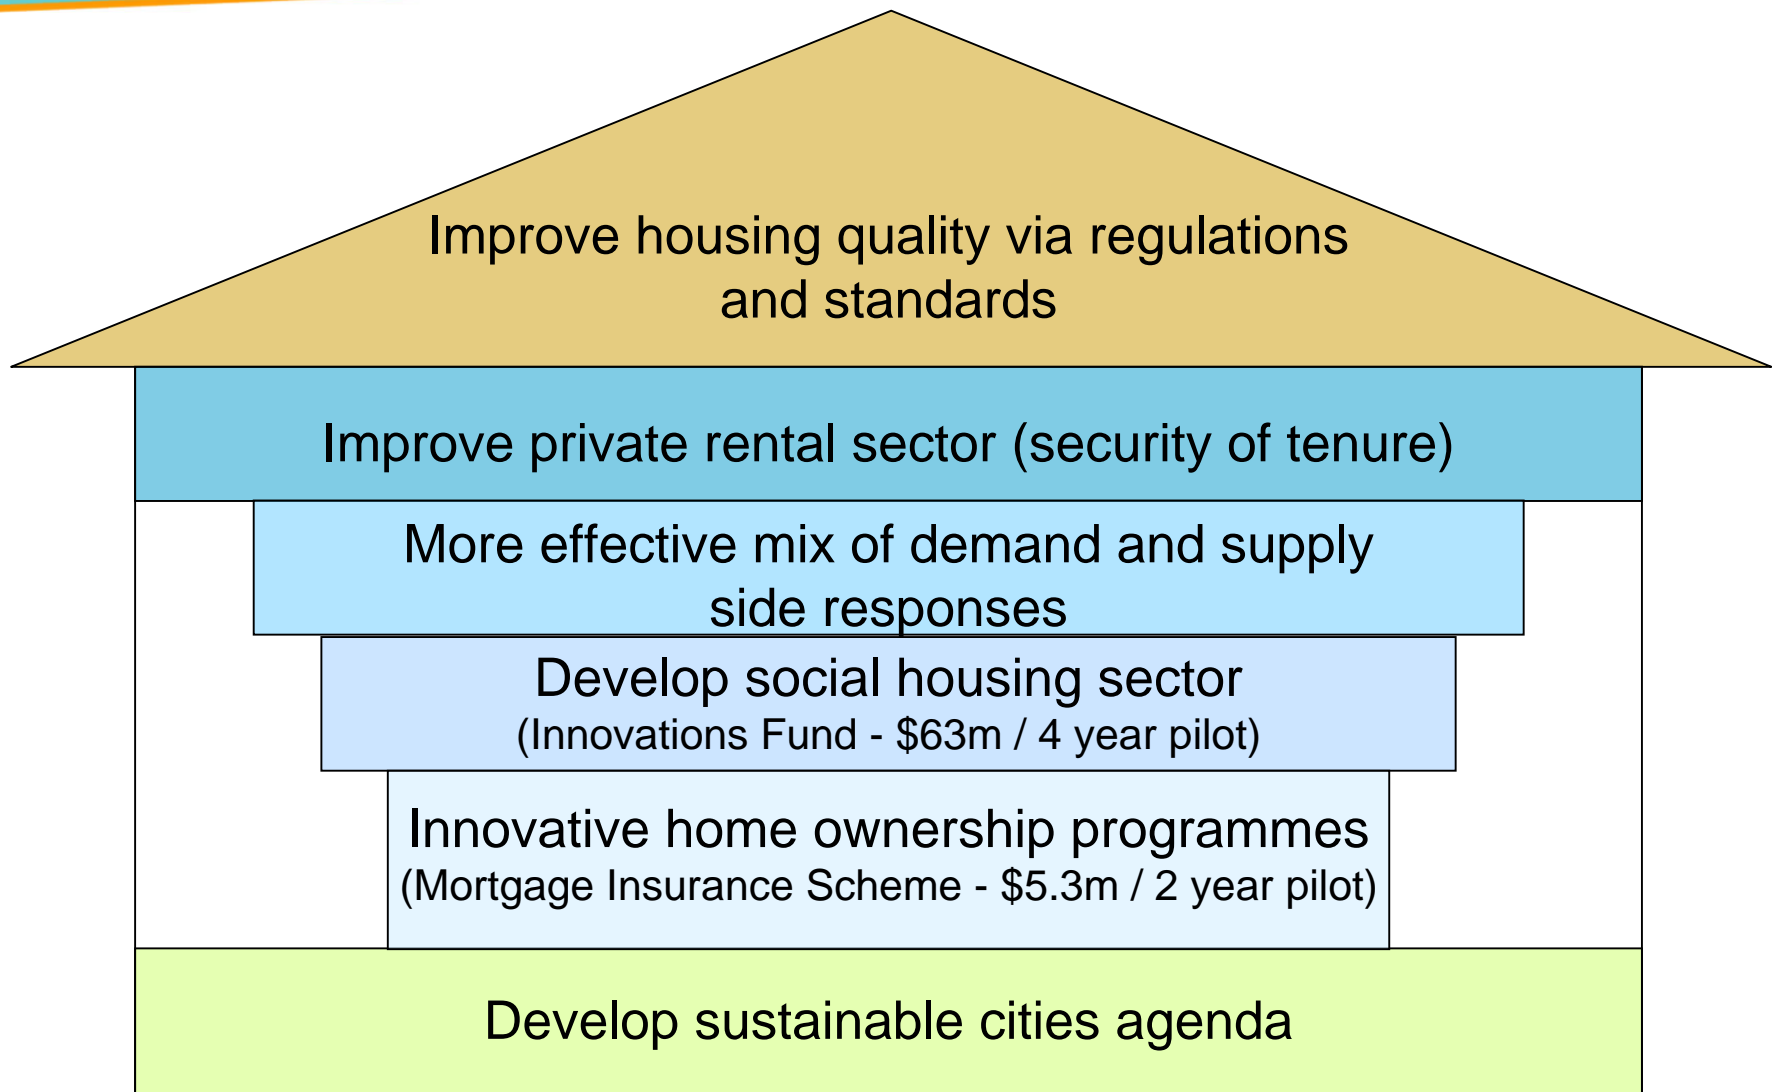 Improve housing quality via regulations
and standards
Improve private rental sector (security of tenure)
More effective mix of demand and supply
side responses
Develop social housing sector
(Innovations Fund - $63m / 4 year pilot)
Innovative home ownership programmes
(Mortgage Insurance Scheme - $5.3m / 2 year pilot)
Develop sustainable cities agenda